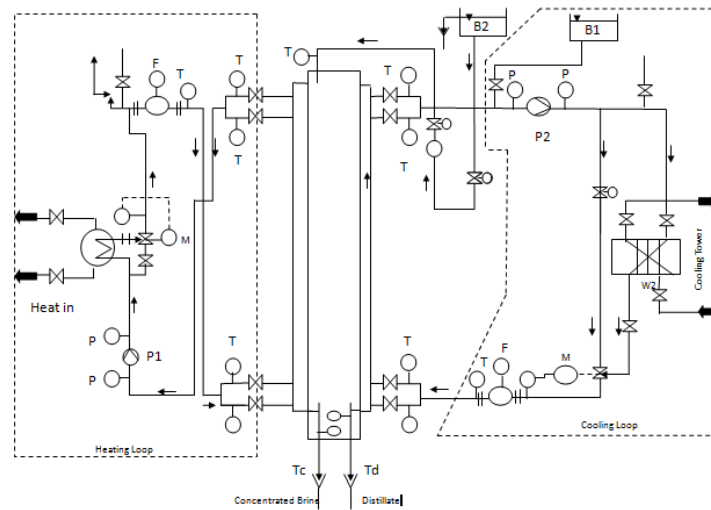 B2
B1
F
T
T
T
P
P
P2
T
T
M
W2
Cooling Tower
Heat in
P
P1
P
T
T
F
M
Heating Loop
Cooling Loop
Tc
Td
Concentrated Brine
Distillate